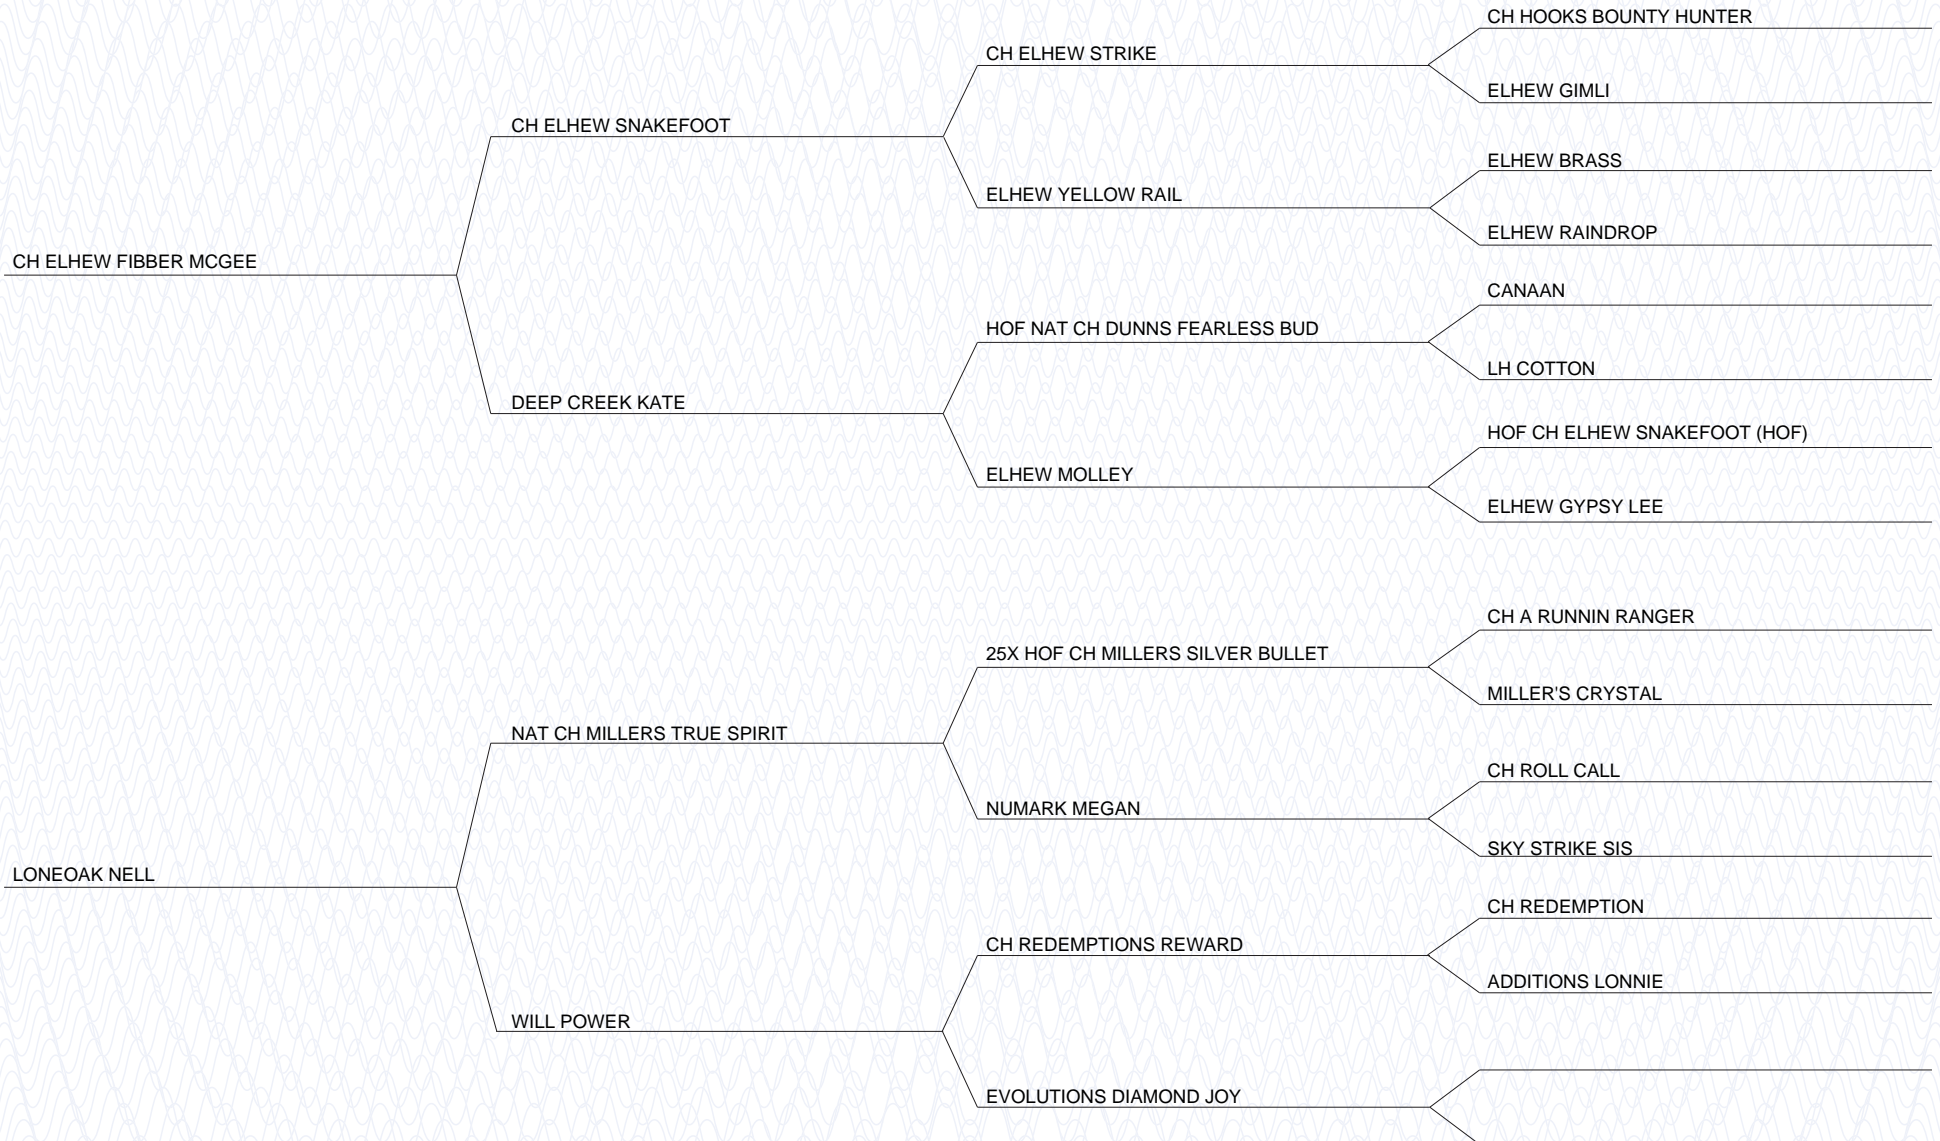 CH HOOKS BOUNTY HUNTER
CH ELHEW STRIKE
ELHEW GIMLI
CH ELHEW SNAKEFOOT
ELHEW BRASS
ELHEW YELLOW RAIL
ELHEW RAINDROP
CH ELHEW FIBBER MCGEE
CANAAN
HOF NAT CH DUNNS FEARLESS BUD
LH COTTON
DEEP CREEK KATE
HOF CH ELHEW SNAKEFOOT (HOF)
ELHEW MOLLEY
ELHEW GYPSY LEE
CH A RUNNIN RANGER
25X HOF CH MILLERS SILVER BULLET
MILLER'S CRYSTAL
NAT CH MILLERS TRUE SPIRIT
CH ROLL CALL
NUMARK MEGAN
SKY STRIKE SIS
LONEOAK NELL
CH REDEMPTION
CH REDEMPTIONS REWARD
ADDITIONS LONNIE
WILL POWER
EVOLUTIONS DIAMOND JOY